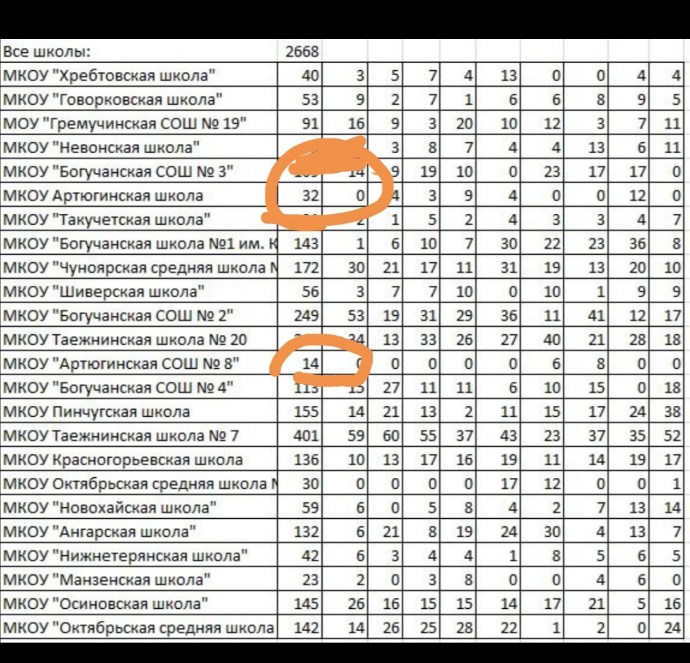 Все школы: 2668
МКОУ "Хребтовская школа" 40 3 5 7 4 13 0 0 4 4
МКОУ "Говорковская школа" 53 9 2 7 1 6 6 8 9 5
МОУ "Гремучинская СОШ № 19" 91 16 9 3 20 10 12 3 7 11
МКОУ "Невонская школа" 3 8 7 4 4 13 6 11
МКОУ "Богучанская СОШ № 3" 14 9 19 10 0 23 17 17 0
МКОУ Артюгинская школа 32 0 4 3 9 4 0 0 12 0
МКОУ "Такучетская школа" 2 1 5 2 4 3 3 4 7
МКОУ "Богучанская школа №1 им. К 143 1 6 10 7 30 22 23 36 8
МКОУ "Чуноярская средняя школа N 172 30 21 17 11 31 19 13 20 10
МКОУ "Шиверская школа" 56 3 7 7 10 0 10 1 9 9
МКОУ "Богучанская СОШ № 2" 249 53 19 31 29 36 11 41 12 17
МКОУ Таежнинская школа № 20 34 13 33 26 27 40 21 28 18
МКОУ "Артюгинская СОШ № 8" 14 0 0 0 0 0 6 8 0 0
МКОУ "Богучанская СОШ № 4" 113 15 27 11 11 6 10 15 0 18
МКОУ Пинчугская школа 155 14 21 13 2 11 15 17 24 38
МКОУ Таежнинская школа № 7 401 59 60 55 37 43 23 37 35 52
МКОУ Красногорьевская школа 136 10 13 17 16 19 11 14 19 17
МКОУ Октябрьская средняя школа N 30 0 0 0 0 17 12 0 0 1
МКОУ "Новохайская школа" 59 6 0 5 8 4 2 7 13 14
МКОУ "Ангарская школа" 132 6 21 8 19 24 30 4 13 7
МКОУ "Нижнетерянская школа" 42 6 3 4 4 1 8 5 6 5
МКОУ "Манзенская школа" 23 2 0 3 8 0 0 4 6 0
МКОУ "Осиновская школа" 145 26 16 15 15 14 17 21 5 16
МКОУ "Октябрьская средняя школа 142 14 26 25 28 22 1 2 0 24